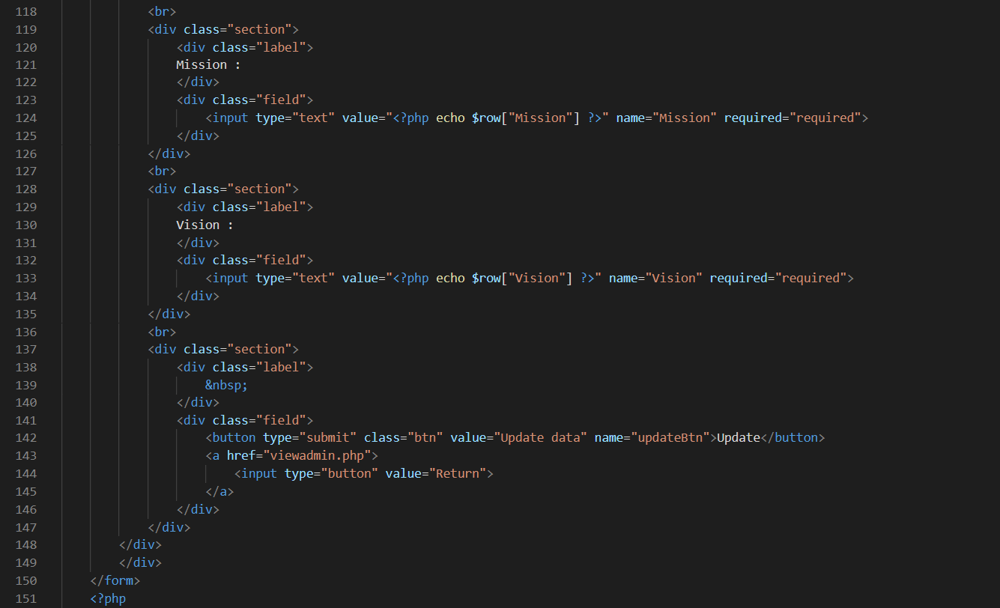 118 <br>
119 <div class="section">
120 <div class="label">
121 Mission :
122 </div>
123 <div class="field">
124 <input type="text" value="<?php echo $row["Mission"] ?>" name="Mission" required="required">
125 </div>
126 </div>
127 <br>
128 <div class="section">
129 <div class="label">
130 Vision :
131 </div>
132 <div class="field">
133 <input type="text" value="<?php echo $row["Vision"] ?>" name="Vision" required="required">
134 </div>
135 </div>
136 <br>
137 <div class="section">
138 <div class="label">
139 &nbsp;
140 </div>
141 <div class="field">
142 <button type="submit" class="btn" value="Update data" name="updateBtn">Update</button>
143 <a href="viewadmin.php">
144 <input type="button" value="Return">
145 </a>
146 </div>
147 </div>
148 </div>
149 </div>
150 </form>
151 <?php